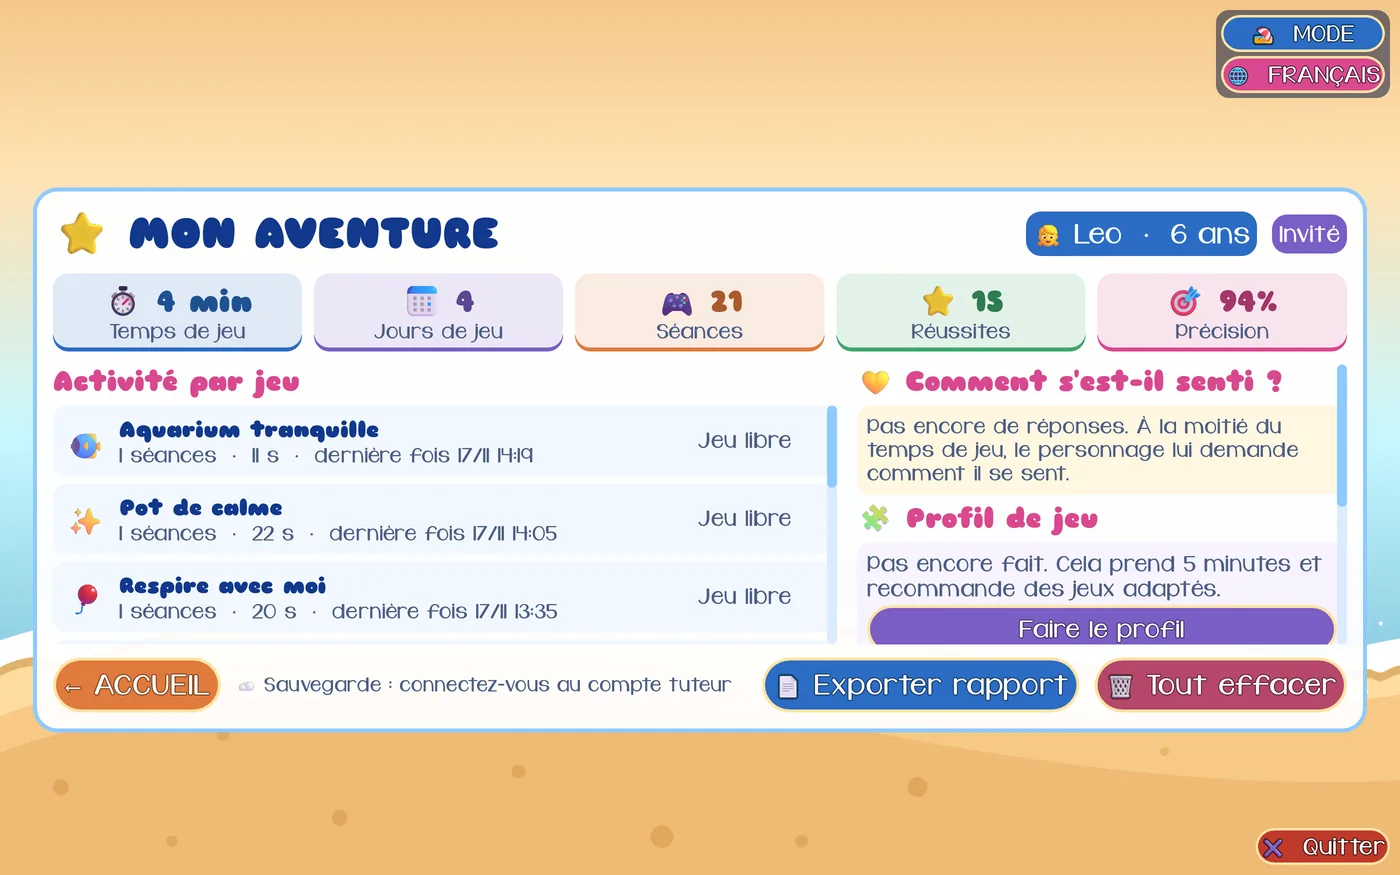 MODE
FRANÇAIS
MON AVENTURE
Leo · 6 ans
Invité
4 min
Temps de jeu
4
Jours de jeu
21
Séances
15
Réussites
94%
Précision
Activité par jeu
Aquarium tranquille
1 séances · 11 s · dernière fois 17/11 14:19
Jeu libre
Pot de calme
1 séances · 22 s · dernière fois 17/11 14:05
Jeu libre
Respire avec moi
1 séances · 20 s · dernière fois 17/11 13:35
Jeu libre
Comment s'est-il senti ?
Pas encore de réponses. À la moitié du
temps de jeu, le personnage lui demande
comment il se sent.
Profil de jeu
Pas encore fait. Cela prend 5 minutes et
recommande des jeux adaptés.
Faire le profil
← ACCUEIL
Sauvegarde : connectez-vous au compte tuteur
Exporter rapport
Tout effacer
Quitter